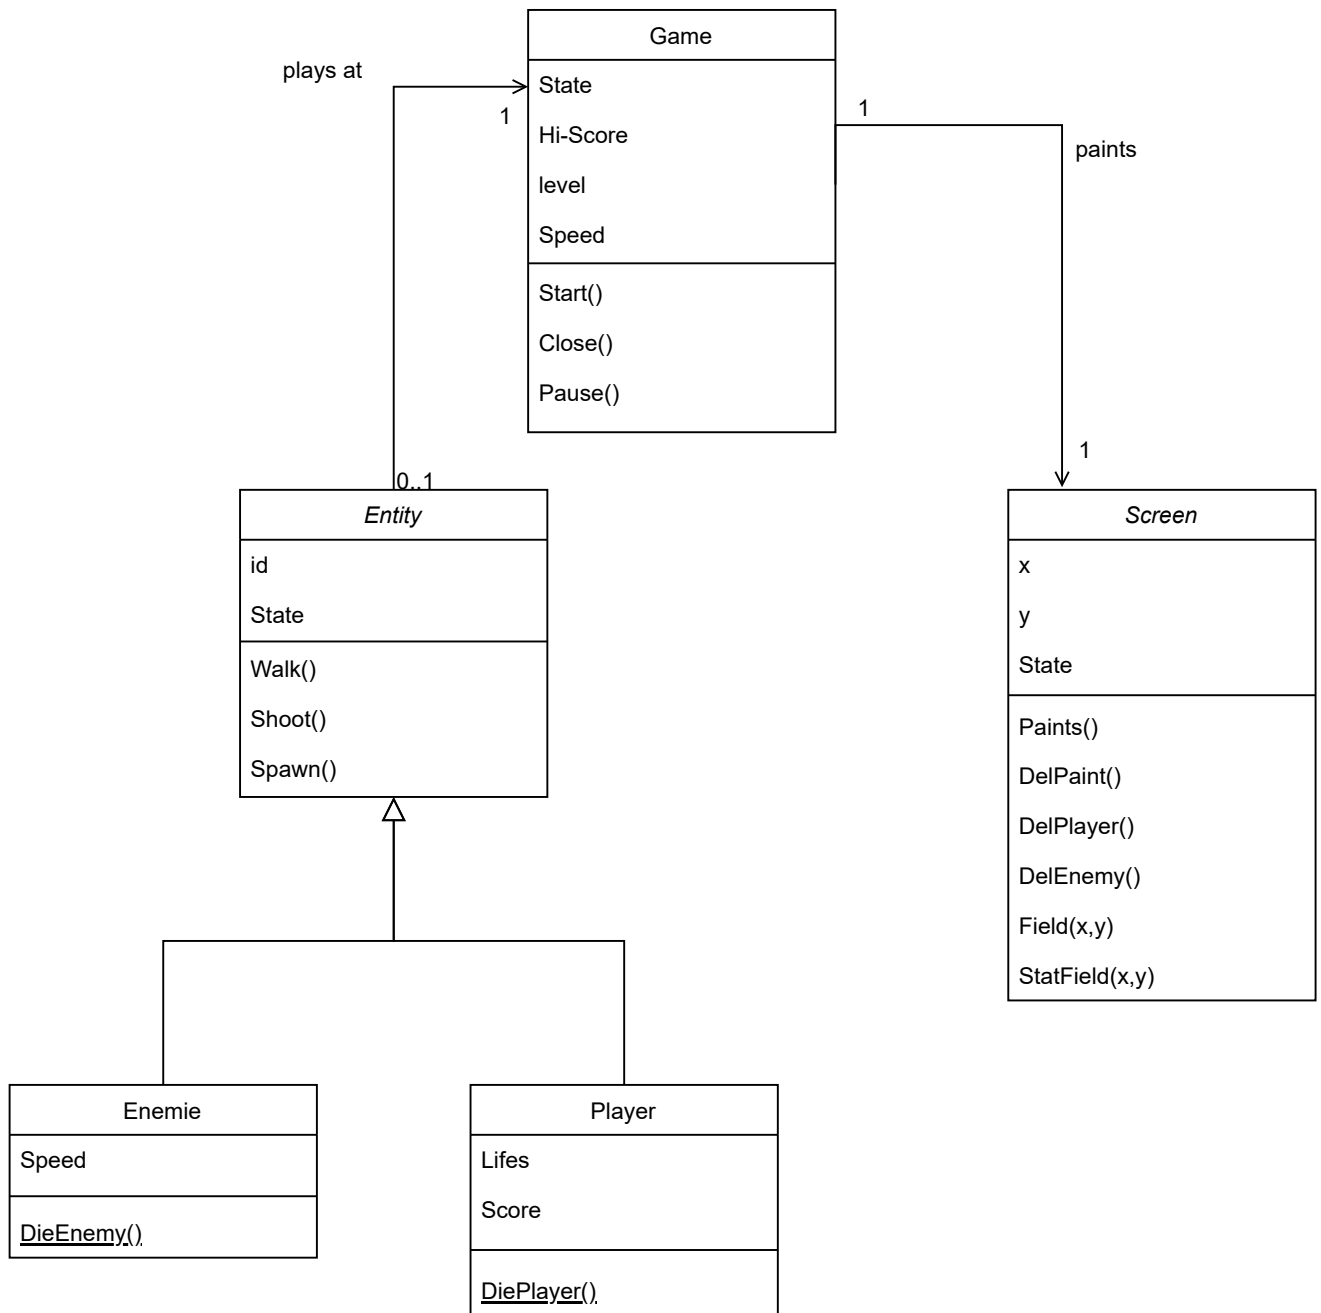 Game
plays at
State
1
1
Hi-Score
paints
level
Speed
Start()
Close()
Pause()
1
0..1
Entity
id
State
Walk()
Shoot()
Spawn()
Screen
x
y
State
Paints()
DelPaint()
DelPlayer()
DelEnemy()
Field(x,y)
StatField(x,y)
Enemie
Speed
DieEnemy()
Player
Lifes
Score
DiePlayer()